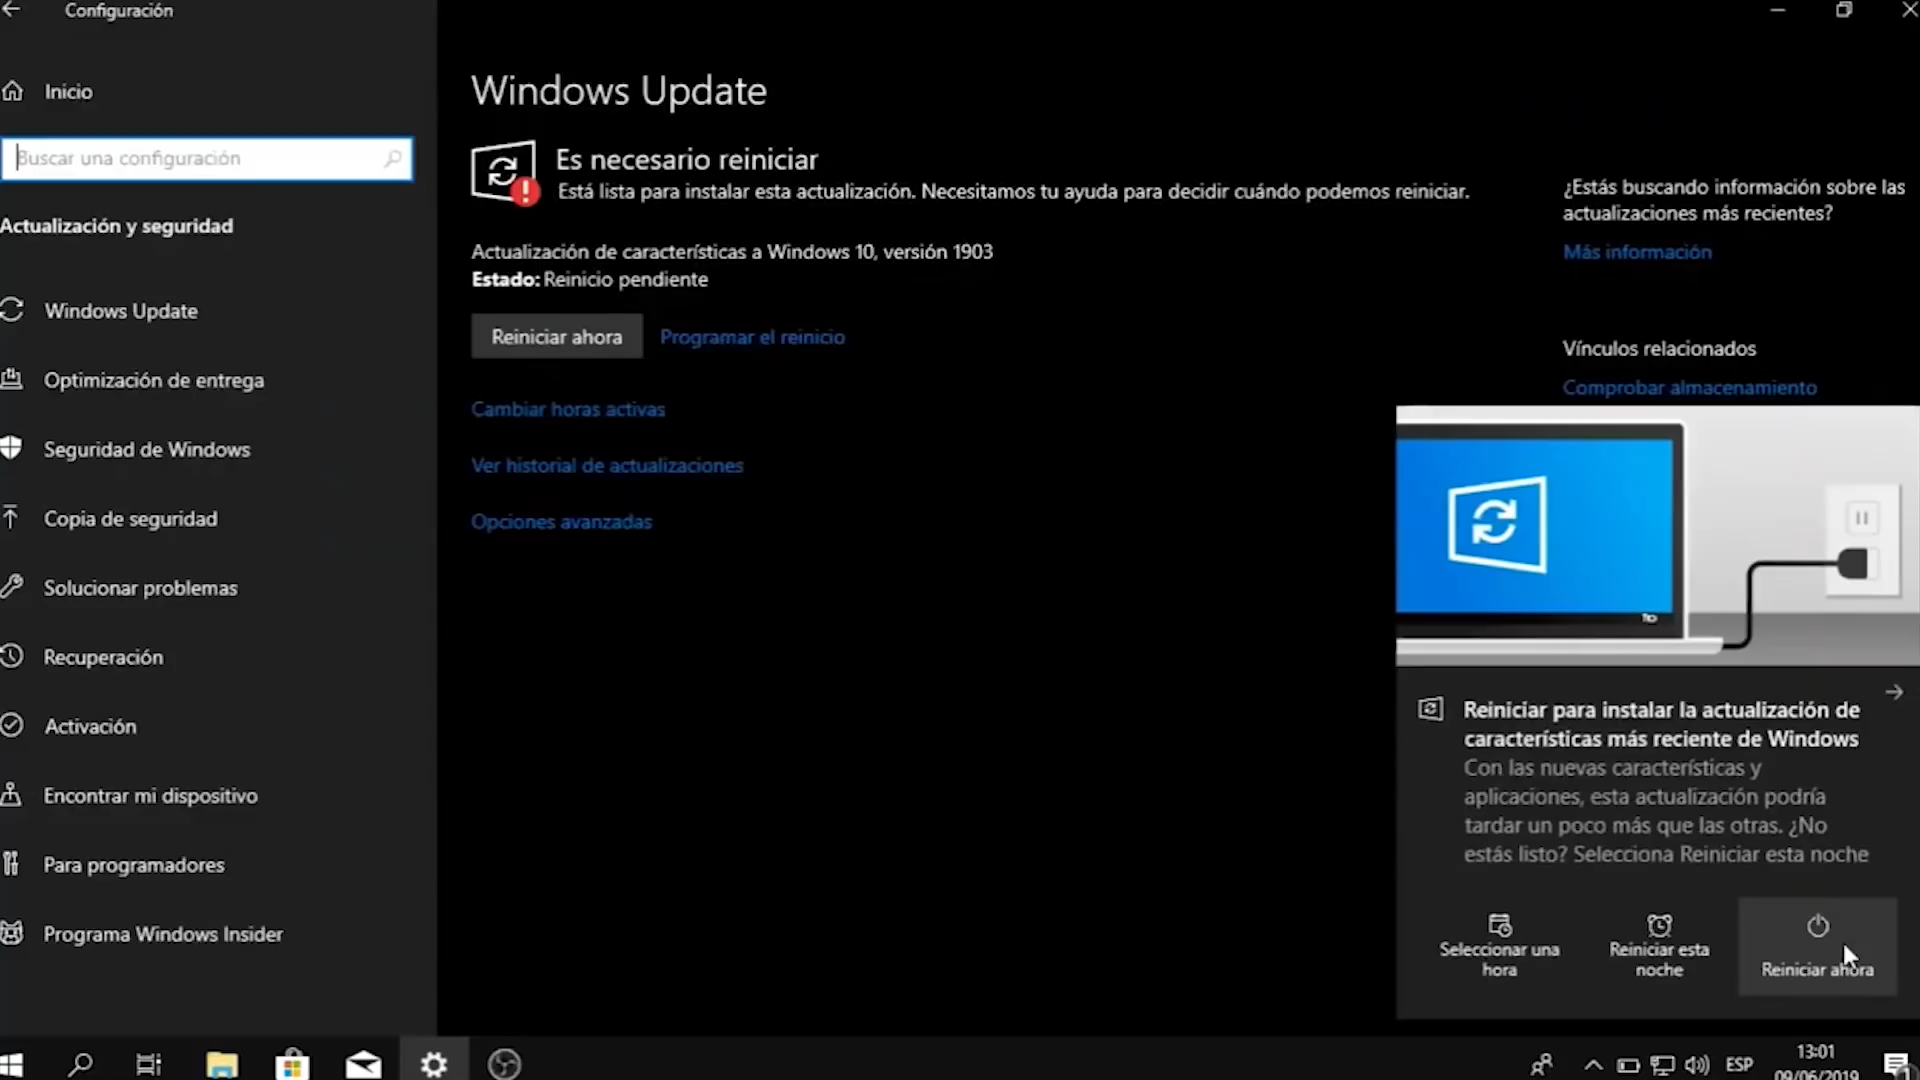 Configuración
Inicio
Buscar una configuración
Actualización y seguridad
Windows Update
Optimización de entrega
Seguridad de Windows
Copia de seguridad
Solucionar problemas
Recuperación
Activación
Encontrar mi dispositivo
Para programadores
Programa Windows Insider
Windows Update
Es necesario reiniciar
Está lista para instalar esta actualización. Necesitamos tu ayuda para decidir cuándo podemos reiniciar.
Actualización de características a Windows 10, versión 1903
Estado: Reinicio pendiente
Reiniciar ahora
Programar el reinicio
Cambiar horas activas
Ver historial de actualizaciones
Opciones avanzadas
¿Estás buscando información sobre las
actualizaciones más recientes?
Más información
Vínculos relacionados
Comprobar almacenamiento
Reiniciar para instalar la actualización de
características más reciente de Windows
Con las nuevas características y
aplicaciones, esta actualización podría
tardar un poco más que las otras. ¿No
estás listo? Selecciona Reiniciar esta noche
Seleccionar una
hora
Reiniciar esta
noche
Reiniciar ahora
ESP
13:01
09/06/2019
1